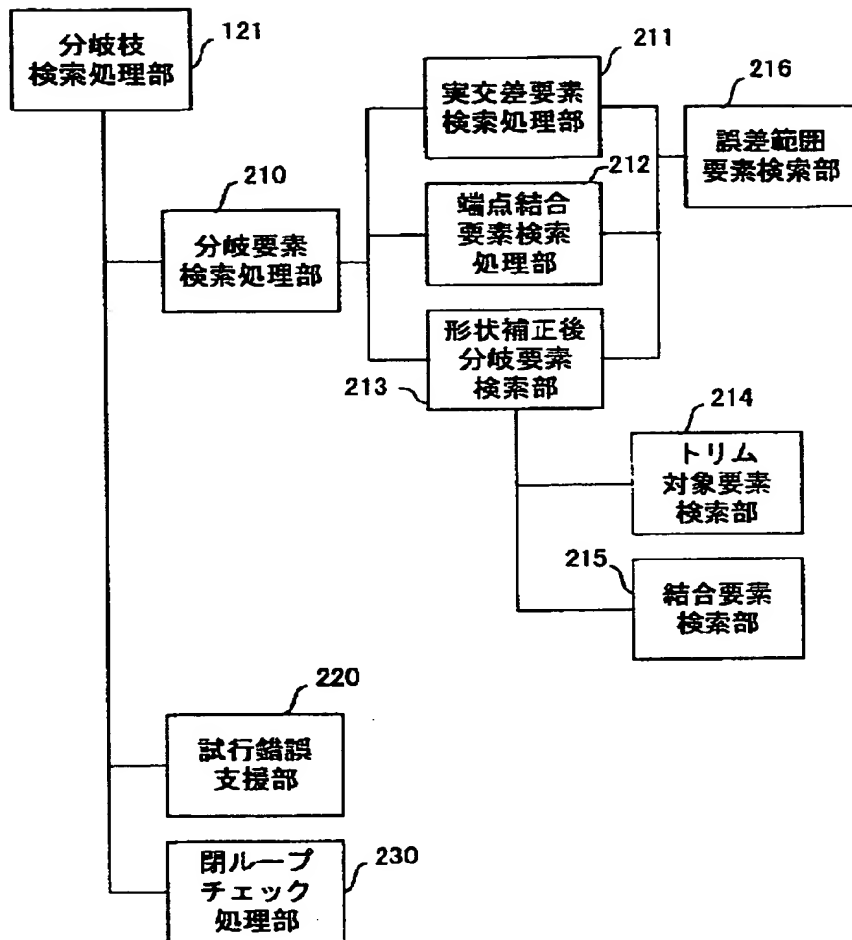 分岐枝
検索処理部
121
211
実交差要素
検索処理部
216
誤差範囲
要素検索部
210
分岐要素
検索処理部
212
端点結合
要素検索
処理部
形状補正後
分岐要素
検索部
213
214
トリム
対象要素
検索部
215
結合要素
検索部
220
試行錯誤
支援部
230
閉ループ
チェック
処理部